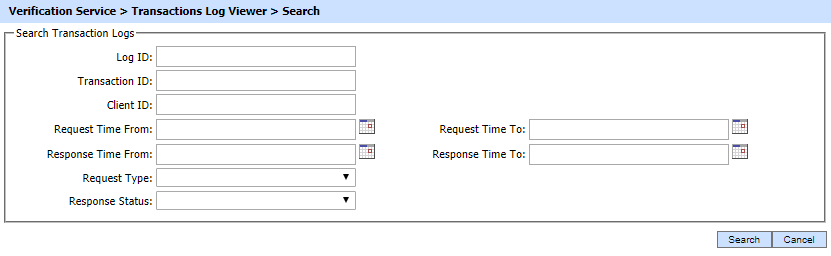 Verification Service > Transactions Log Viewer > Search
Search Transaction Logs
Log ID:
Transaction ID:
Client ID:
Request Time From: Request Time To:
Response Time From: Response Time To:
Request Type:
Response Status:
Search Cancel